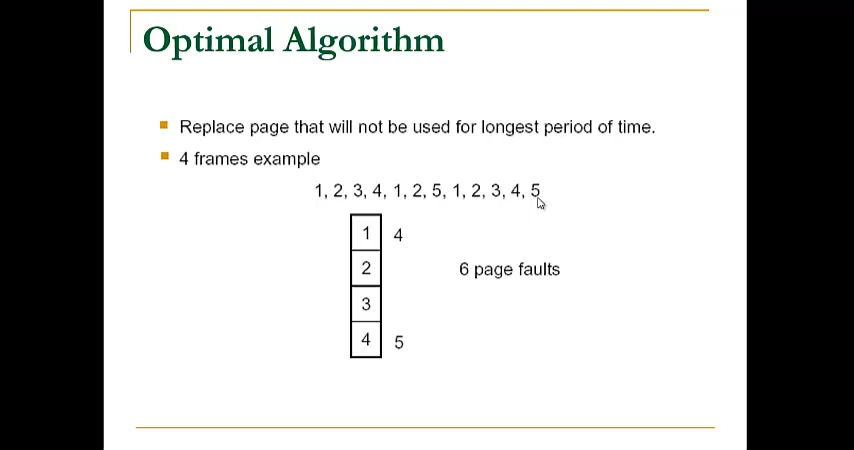 Optimal Algorithm
Replace page that will not be used for longest period of time.
4 frames example
1, 2, 3, 4, 1, 2, 5, 1, 2, 3, 4, 5
1 4
2 6 page faults
3
4 5